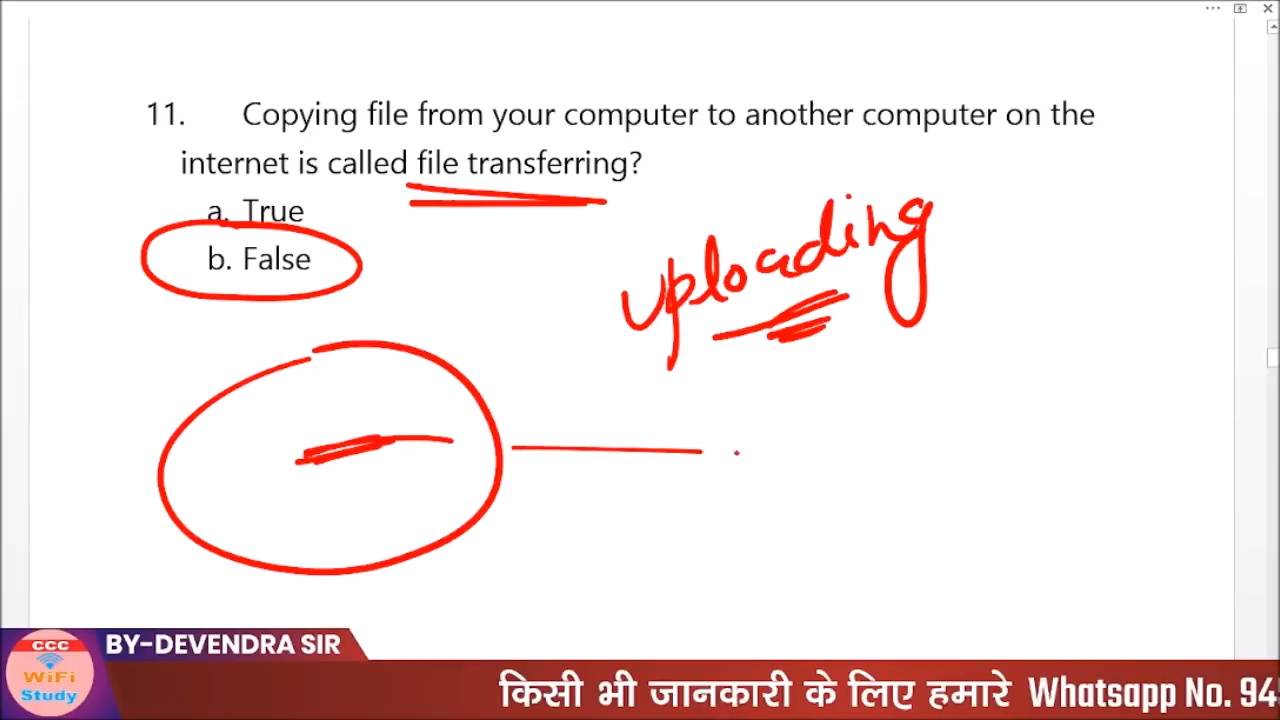 11. Copying file from your computer to another computer on the
internet is called file transferring?
a. True
b. False
uploading
CCC
WiFi
Study
BY-DEVENDRA SIR
किसी भी जानकारी के लिए हमारे Whatsapp No. 94